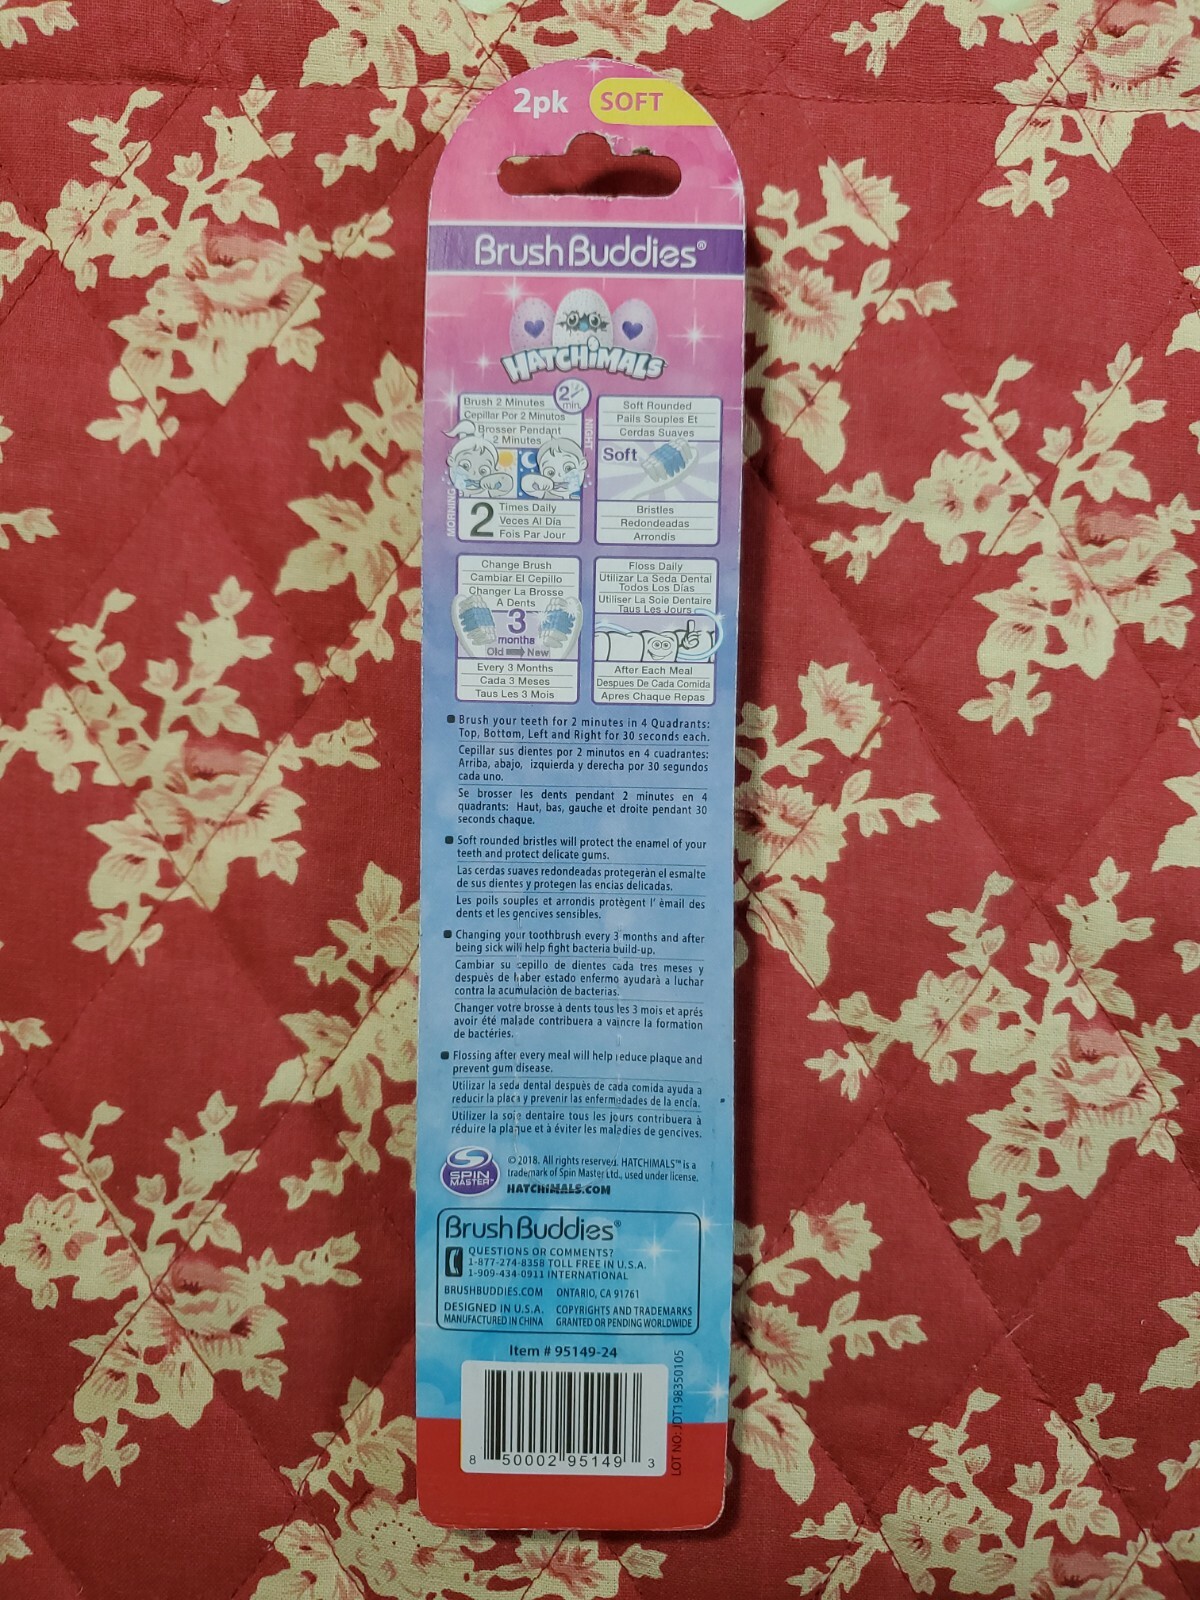 2pk SOFT
BrushBuddies®
HATCHiMALS
Brush 2 Minutes
Cepillar Por 2 Minutos
Brosser Pendant
2 Minutes
2 min.
MORNING
NIGHT
2
Times Daily
Veces Al Día
Fois Par Jour
Soft Rounded
Pails Souples Et
Cerdas Suaves
Soft
Bristles
Redondeadas
Arrondis
Change Brush
Cambiar El Cepillo
Changer La Brosse
A Dents
3
months
Old New
Every 3 Months
Cada 3 Meses
Taus Les 3 Mois
Floss Daily
Utilizar La Seda Dental
Todos Los Dias
Utiliser La Soie Dentaire
Taus Les Jours
After Each Meal
Despues De Cada Comida
Apres Chaque Repas
Brush your teeth for 2 minutes in 4 Quadrants:
Top, Bottom, Left and Right for 30 seconds each.
Cepillar sus dientes por 2 minutos en 4 cuadrantes:
Arriba, abajo, izquierda y derecha por 30 segundos
cada uno.
Se brosser les dents pendant 2 minutes en 4
quadrants: Haut, bas, gauche et droite pendant 30
seconds chaque.
Soft rounded bristles will protect the enamel of your
teeth and protect delicate gums.
Las cerdas suaves redondeadas protegeràn el esmalte
de sus dientes y protegen las encias delicadas.
Les poils souples et arrondis protègent l' émail des
dents et les gencives sensibles.
Changing your toothbrush every 3 months and after
being sick will help fight bacteria build-up.
Cambiar su cepillo de dientes cada tres meses y
después de haber estado enfermo ayudarà a luchar
contra la acumulación de bacterias.
Changer votre brosse à dents tous les 3 mois et aprés
avoir été malade contribuera a vaincre la formation
de bactéries.
Flossing after every meal will help reduce plaque and
prevent gum disease.
Utilizar la seda dental despuès de cada comida ayuda a
reducir la placa y prevenir las enfermedades de la encía.
Utilizer la soie dentaire tous les jours contribuera à
réduire la plaque et à éviter les maladies de gencives.
SPIN
MASTER™
©2018. All rights reserved. HATCHIMALS™ is a
trademark of Spin Master Ltd., used under license.
HATCHiMALS.COM
BrushBuddies®
QUESTIONS OR COMMENTS?
1-877-274-8358 TOLL FREE IN U.S.A.
1-909-434-0911 INTERNATIONAL
BRUSHBUDDIES.COM ONTARIO, CA 91761
DESIGNED IN U.S.A. COPYRIGHTS AND TRADEMARKS
MANUFACTURED IN CHINA GRANTED OR PENDING WORLDWIDE
Item # 95149-24
8 50002 95149 3
LOT NO: JDT198350105